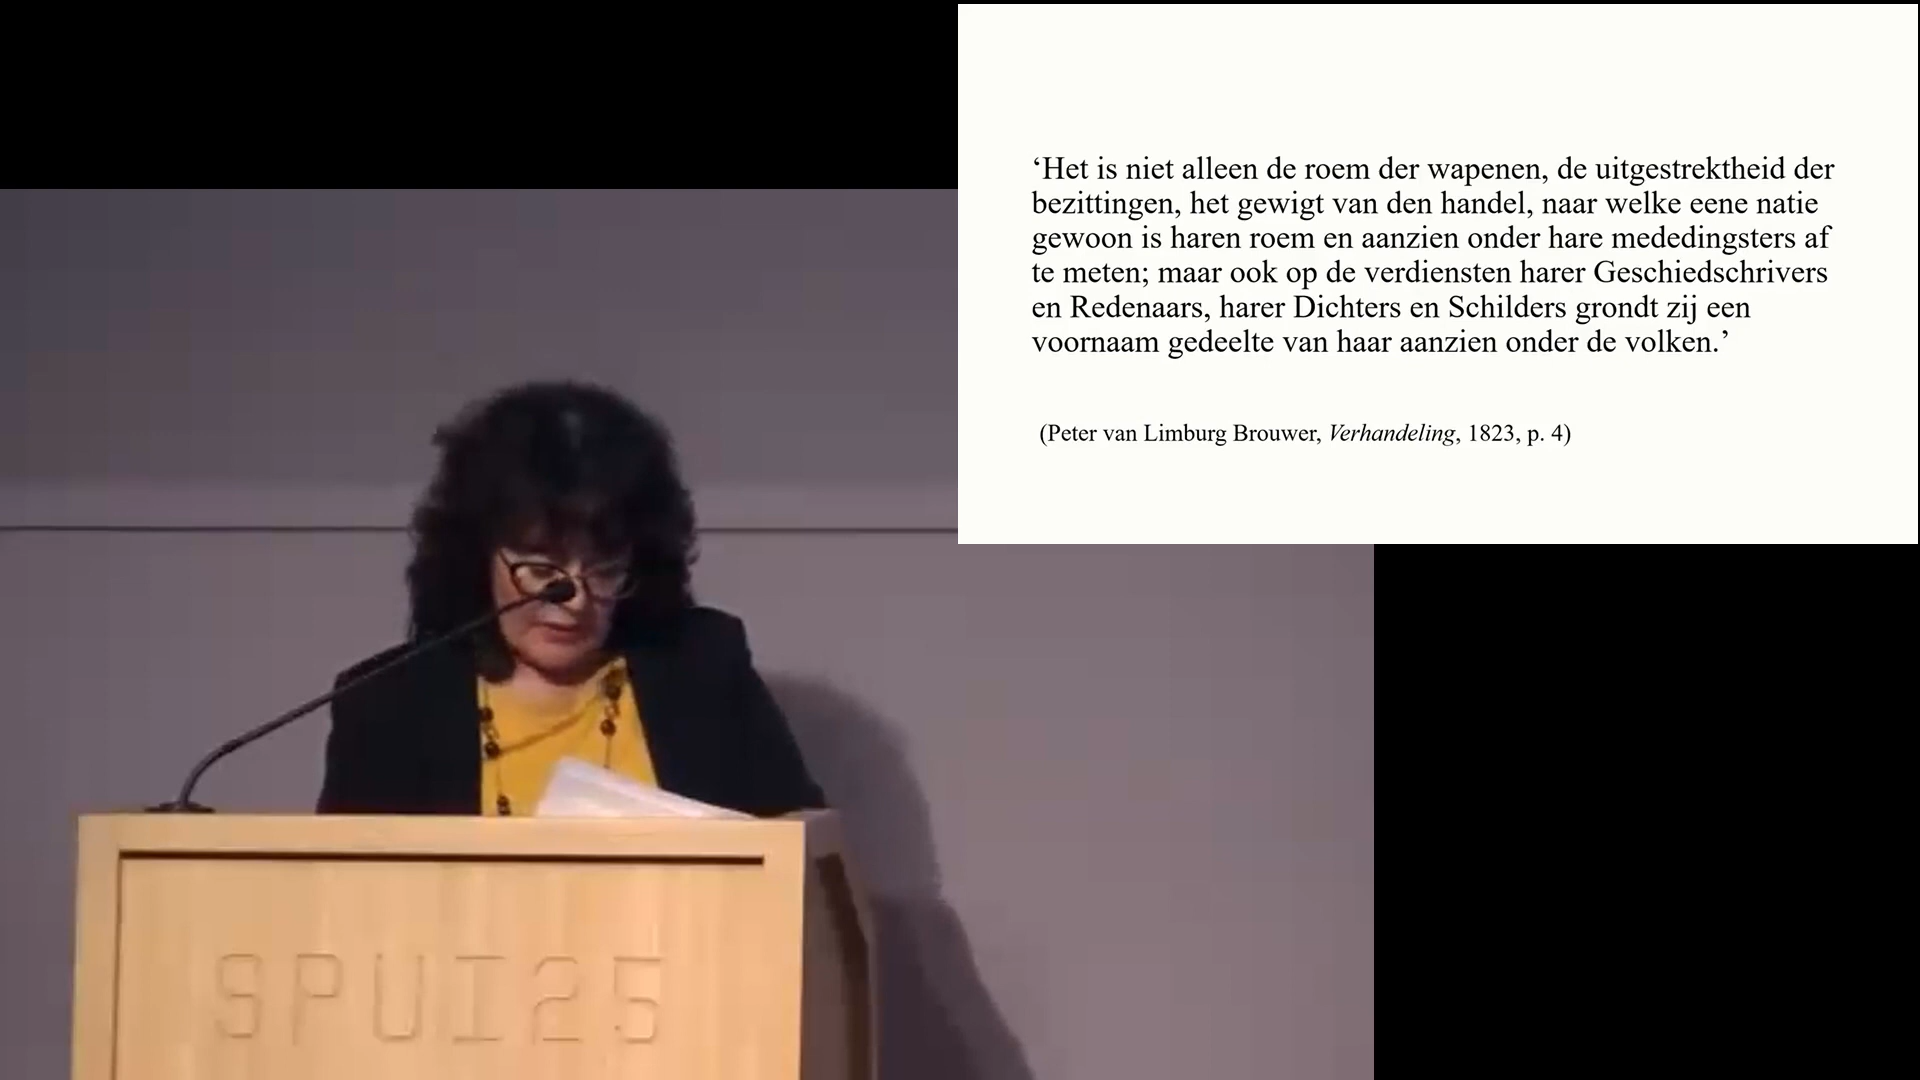 ‘Het is niet alleen de roem der wapenen, de uitgestrektheid der
bezittingen, het gewigt van den handel, naar welke eene natie
gewoon is haren roem en aanzien onder hare mededingsters af
te meten; maar ook op de verdiensten harer Geschiedschrivers
en Redenaars, harer Dichters en Schilders grondt zij een
voornaam gedeelte van haar aanzien onder de volken.’
(Peter van Limburg Brouwer, Verhandeling, 1823, p. 4)
SPUI25